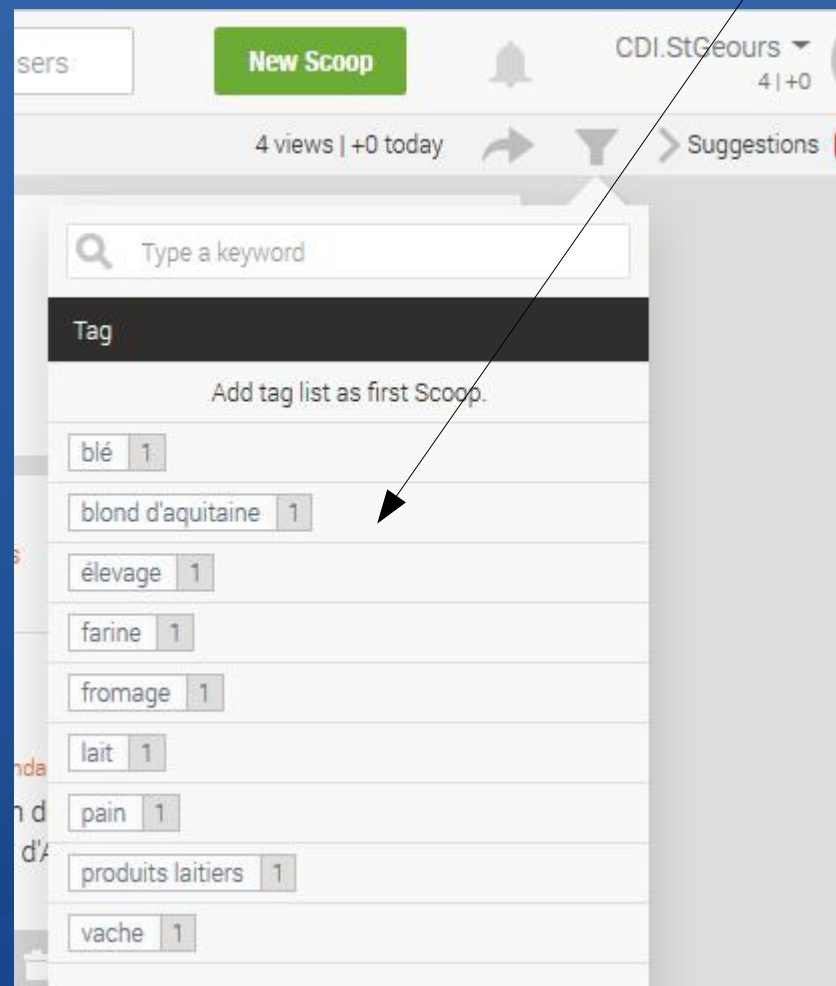 sers New Scoop CDI.StGeours
4 | +0
4 views | +0 today Suggestions
Type a keyword
Tag
Add tag list as first Scoop.
blé 1
blond d'aquitaine 1
s
élevage 1
farine 1
fromage 1
lait 1
nda
n d pain 1
d'A
produits laitiers 1
vache 1